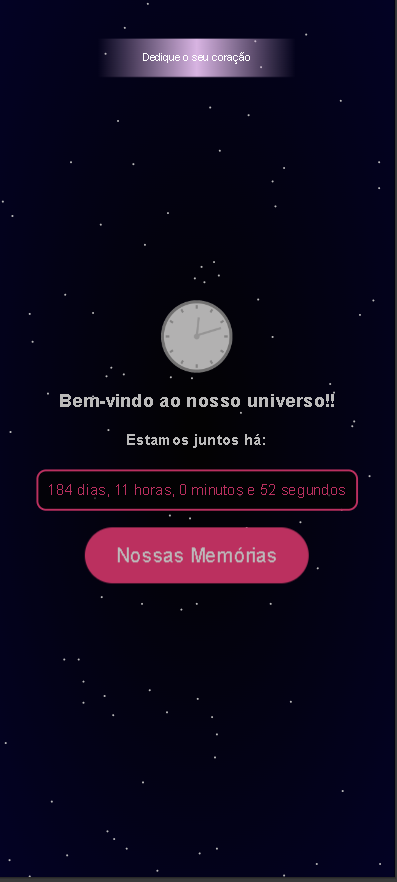 Dedique o seu coração
Bem-vindo ao nosso universo!!
Estamos juntos há:
184 dias, 11 horas, 0 minutos e 52 segundos
Nossas Memórias